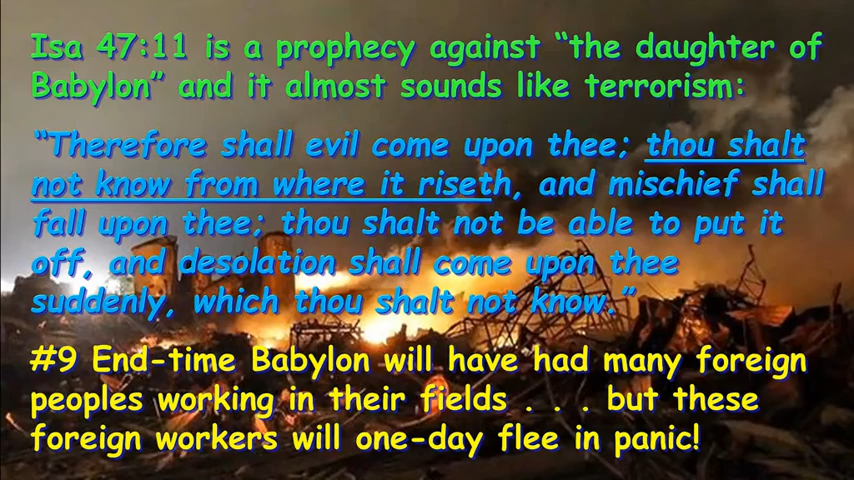 Isa 47:11 is a prophecy against “the daughter of
Babylon” and it almost sounds like terrorism:
“Therefore shall evil come upon thee; thou shalt
not know from where it riseth, and mischief shall
fall upon thee; thou shalt not be able to put it
off, and desolation shall come upon thee
suddenly, which thou shalt not know.”
#9 End-time Babylon will have had many foreign
peoples working in their fields . . . but these
foreign workers will one-day flee in panic!